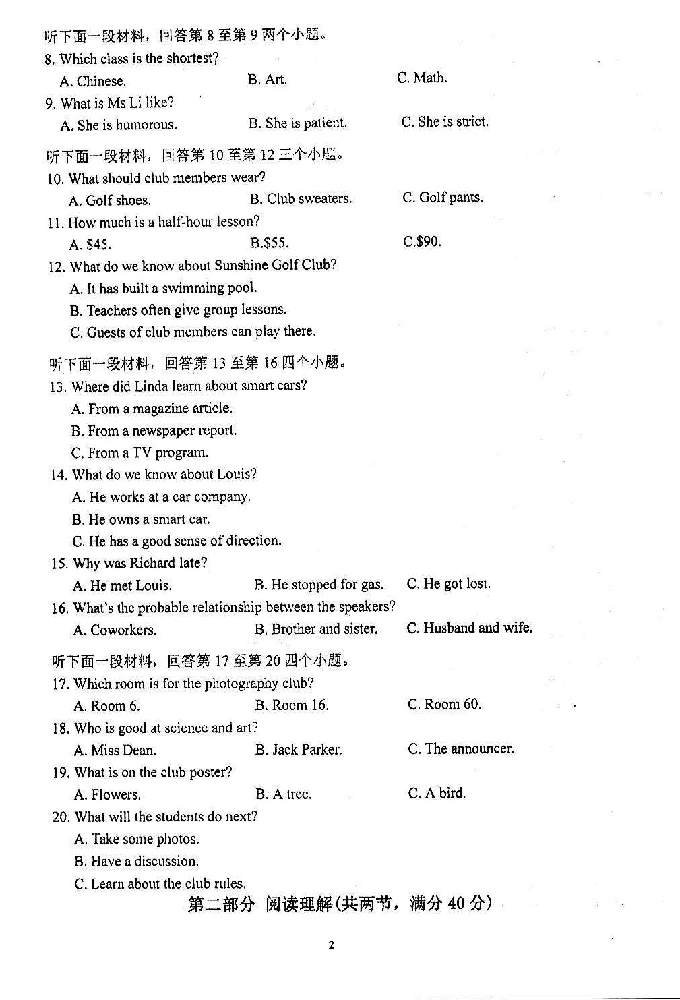 听下面一段材料，回答第 8 至第 9 两个小题。
8. Which class is the shortest?
A. Chinese. B. Art. C. Math.
9. What is Ms Li like?
A. She is humorous. B. She is patient. C. She is strict.
听下面一段材料，回答第 10 至第 12 三个小题。
10. What should club members wear?
A. Golf shoes. B. Club sweaters. C. Golf pants.
11. How much is a half-hour lesson?
A. $45. B.$55. C.$90.
12. What do we know about Sunshine Golf Club?
A. It has built a swimming pool.
B. Teachers often give group lessons.
C. Guests of club members can play there.
听下面一段材料，回答第 13 至第 16 四个小题。
13. Where did Linda learn about smart cars?
A. From a magazine article.
B. From a newspaper report.
C. From a TV program.
14. What do we know about Louis?
A. He works at a car company.
B. He owns a smart car.
C. He has a good sense of direction.
15. Why was Richard late?
A. He met Louis. B. He stopped for gas. C. He got lost.
16. What's the probable relationship between the speakers?
A. Coworkers. B. Brother and sister. C. Husband and wife.
听下面一段材料，回答第 17 至第 20 四个小题。
17. Which room is for the photography club?
A. Room 6. B. Room 16. C. Room 60.
18. Who is good at science and art?
A. Miss Dean. B. Jack Parker. C. The announcer.
19. What is on the club poster?
A. Flowers. B. A tree. C. A bird.
20. What will the students do next?
A. Take some photos.
B. Have a discussion.
C. Learn about the club rules.
第二部分 阅读理解(共两节，满分 40 分)
2